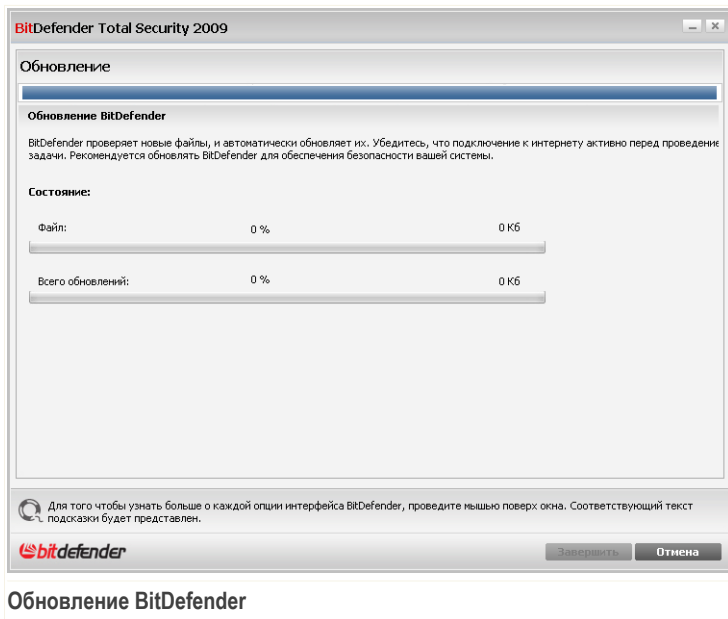 BitDefender Total Security 2009
Обновление
Обновление BitDefender
BitDefender проверяет новые файлы, и автоматически обновляет их. Убедитесь, что подключение к интернету активно перед проведение
задачи. Рекомендуется обновлять BitDefender для обеспечения безопасности вашей системы.
Состояние:
Файл: 0 % 0 Кб
Всего обновлений: 0 % 0 Кб
Для того чтобы узнать больше о каждой опции интерфейса BitDefender, проведите мышью поверх окна. Соответствующий текст
подсказки будет представлен.
bitdefender Завершить Отмена
Обновление BitDefender